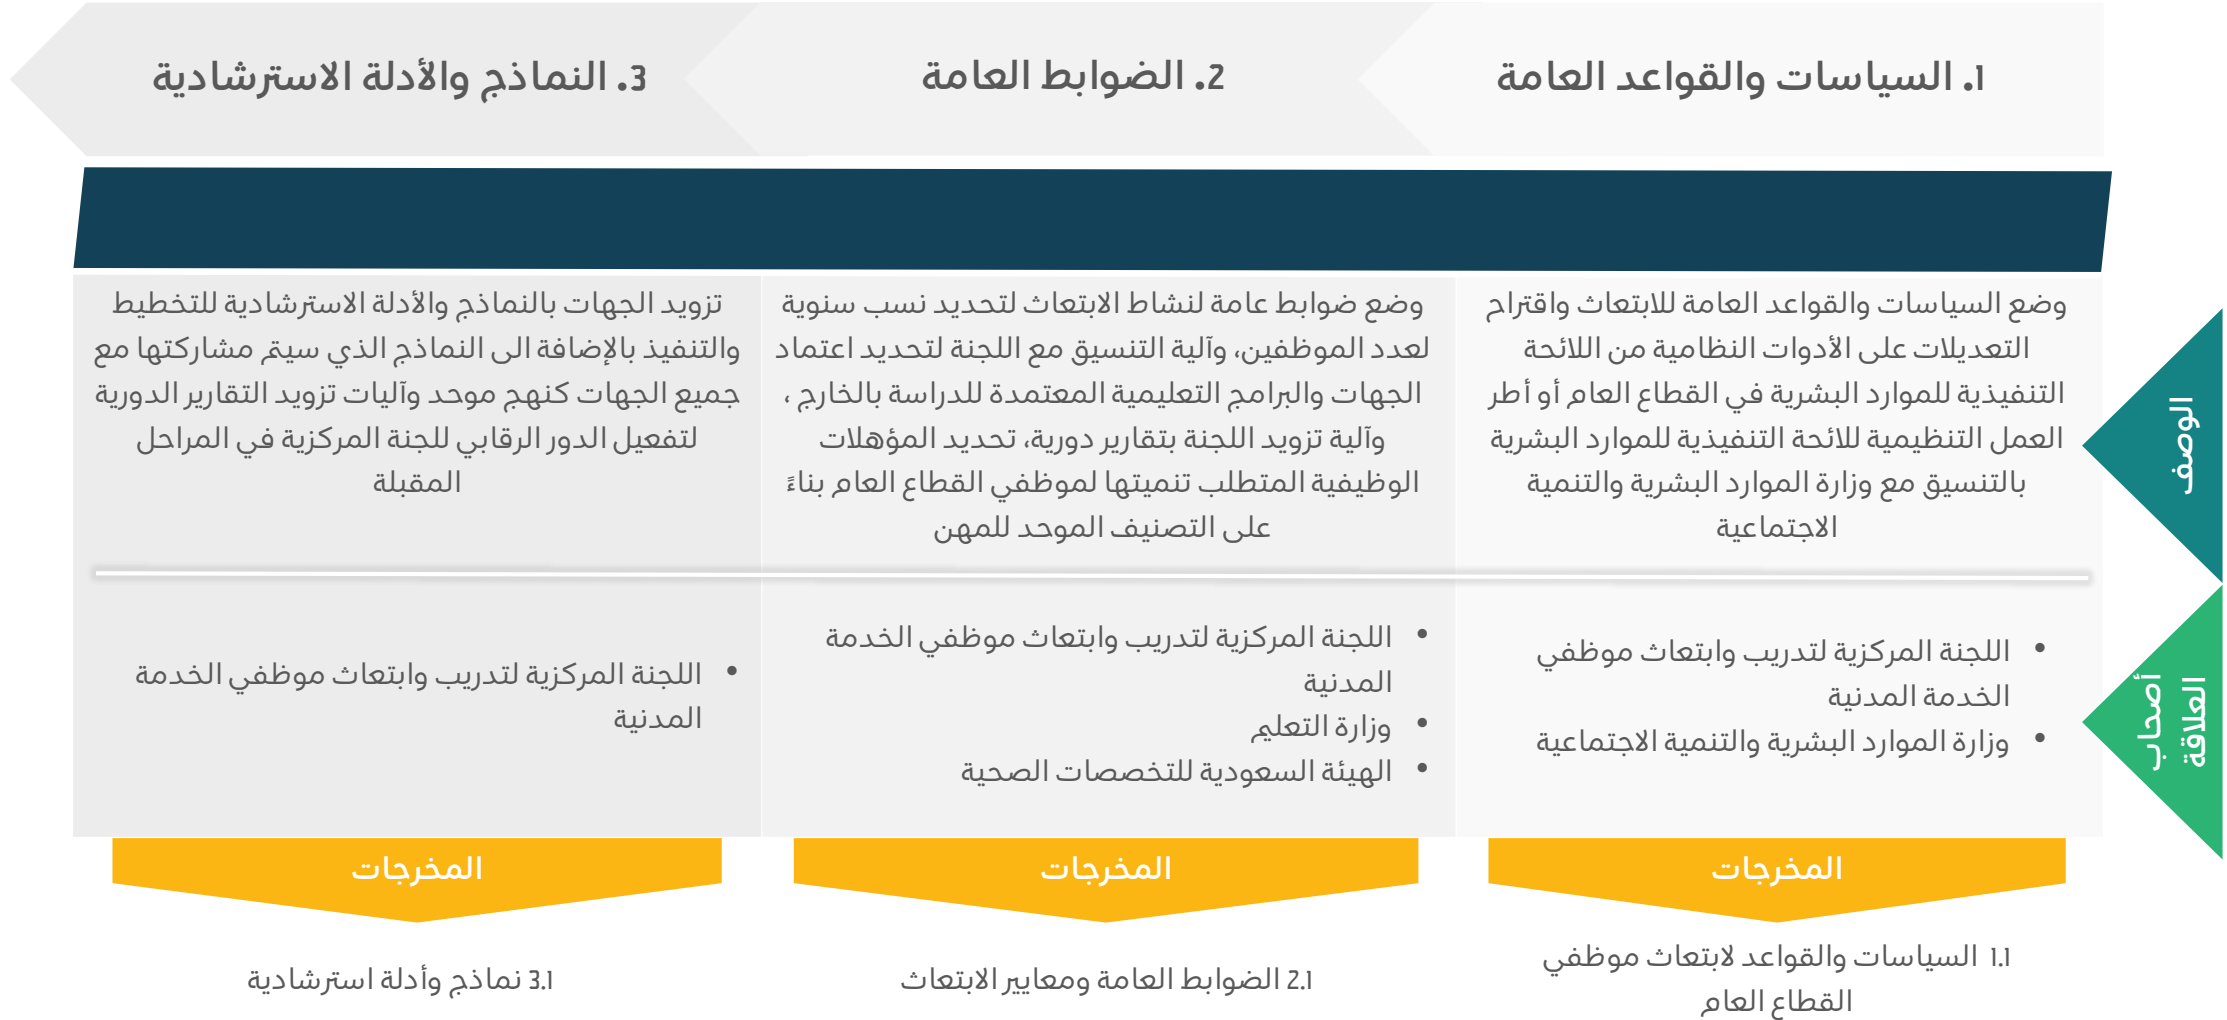 1. السياسات والقواعد العامة
2. الضوابط العامة
3. النماذج والأدلة الاسترشادية
الوصف
وضع السياسات والقواعد العامة للابتعاث واقتراح
التعديلات على الأدوات النظامية من اللائحة
التنفيذية للموارد البشرية في القطاع العام أو أطر
العمل التنظيمية للائحة التنفيذية للموارد البشرية
بالتنسيق مع وزارة الموارد البشرية والتنمية
الاجتماعية
وضع ضوابط عامة لنشاط الابتعاث لتحديد نسب سنوية
لعدد الموظفين، وآلية التنسيق مع اللجنة لتحديد اعتماد
الجهات والبرامج التعليمية المعتمدة للدراسة بالخارج ،
وآلية تزويد اللجنة بتقارير دورية، تحديد المؤهلات
الوظيفية المتطلب تنميتها لموظفي القطاع العام بناءً
على التصنيف الموحد للمهن
تزويد الجهات بالنماذج والأدلة الاسترشادية للتخطيط
والتنفيذ بالإضافة الى النماذج الذي سيتم مشاركتها مع
جميع الجهات كنهج موحد وآليات تزويد التقارير الدورية
لتفعيل الدور الرقابي للجنة المركزية في المراحل
المقبلة
أصحاب
العلاقة
• اللجنة المركزية لتدريب وابتعاث موظفي
الخدمة المدنية
• وزارة الموارد البشرية والتنمية الاجتماعية
• اللجنة المركزية لتدريب وابتعاث موظفي الخدمة
المدنية
• وزارة التعليم
• الهيئة السعودية للتخصصات الصحية
• اللجنة المركزية لتدريب وابتعاث موظفي الخدمة
المدنية
المخرجات
المخرجات
المخرجات
1.1 السياسات والقواعد لابتعاث موظفي
القطاع العام
2.1 الضوابط العامة ومعايير الابتعاث
3.1 نماذج وأدلة استرشادية